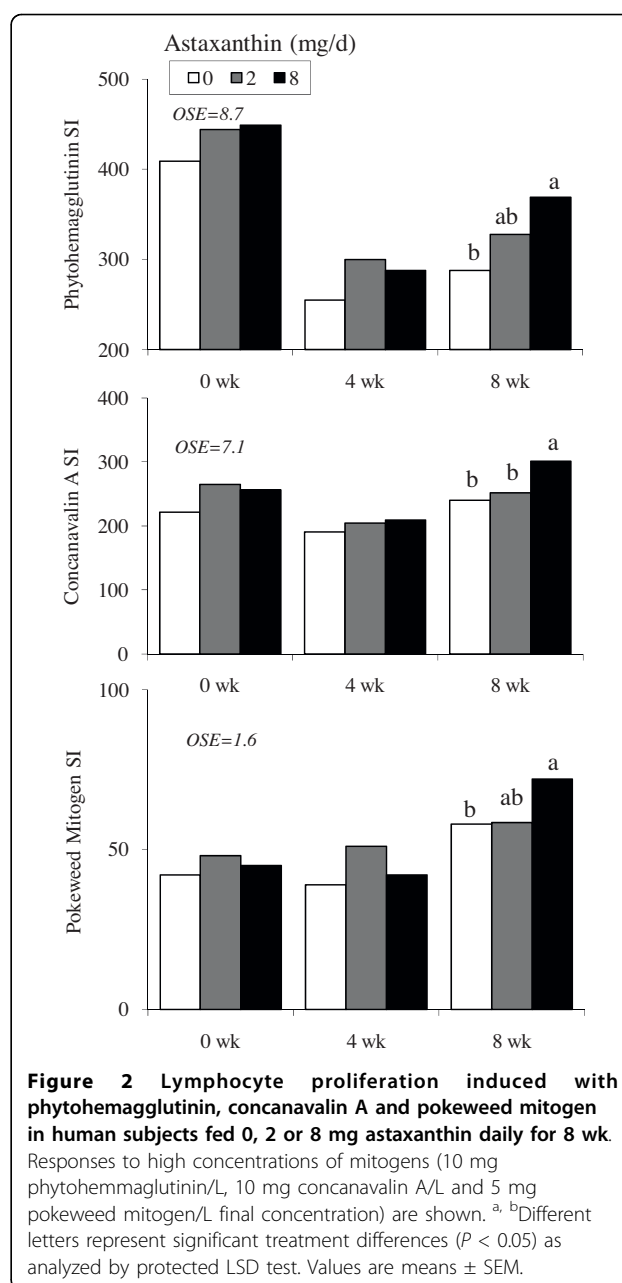 Astaxanthin (mg/d)
0 2 8
Phytohemagglutinin SI
500
400
300
200
OSE=8.7
b ab a
0 wk 4 wk 8 wk
Concanavalin A SI
400
300
200
100
0
OSE=7.1
b b a
0 wk 4 wk 8 wk
Pokeweed Mitogen SI
100
50
0
OSE=1.6
b ab a
0 wk 4 wk 8 wk
Figure 2 Lymphocyte proliferation induced with
phytohemagglutinin, concanavalin A and pokeweed mitogen
in human subjects fed 0, 2 or 8 mg astaxanthin daily for 8 wk.
Responses to high concentrations of mitogens (10 mg
phytohemmaglutinin/L, 10 mg concanavalin A/L and 5 mg
pokeweed mitogen/L final concentration) are shown. a, bDifferent
letters represent significant treatment differences (P < 0.05) as
analyzed by protected LSD test. Values are means ± SEM.